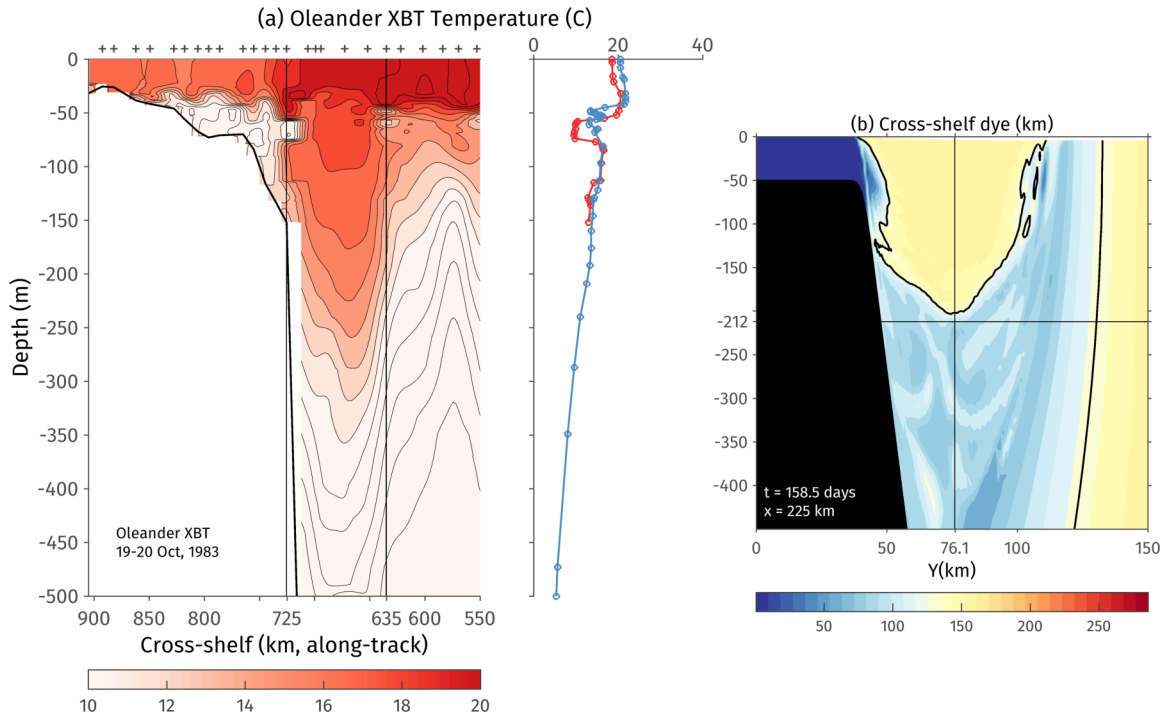 (a) Oleander XBT Temperature (C)
0 20 40
0
-50
-100
-150
-200
-250
-300
-350
-400
-450
-500
Depth (m)
Oleander XBT
19-20 Oct, 1983
900 850 800 725 635 600 550
Cross-shelf (km, along-track)
10 12 14 16 18 20
(b) Cross-shelf dye (km)
0
-50
-100
-150
-212
-250
-300
-350
-400
t = 158.5 days
x = 225 km
0 50 76.1 100 150
Y(km)
50 100 150 200 250